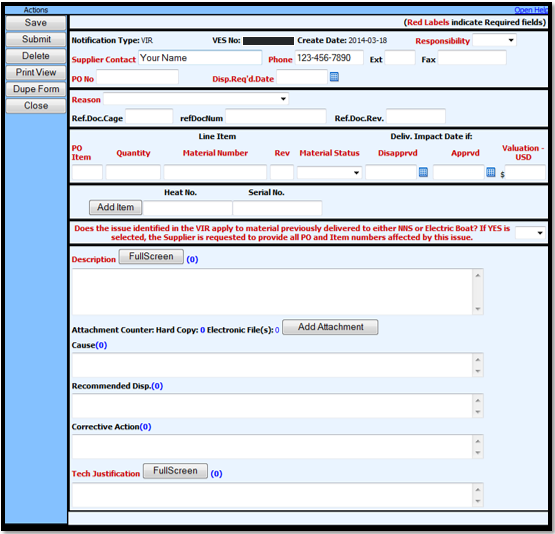 Actions Open Help
Save
Submit
Delete
Print View
Dupe Form
Close
(Red Labels indicate Required fields)
Notification Type: VIR VES No: Create Date: 2014-03-18 Responsibility
Supplier Contact Your Name Phone 123-456-7890 Ext Fax
PO No Disp.Req'd.Date
Reason
Ref.Doc.Cage refDocNum Ref.Doc.Rev.
Line Item Deliv. Impact Date if:
PO Item Quantity Material Number Rev Material Status Disapprvd Apprvd Valuation - USD
$
Heat No. Serial No.
Add Item
Does the issue identified in the VIR apply to material previously delivered to either NNS or Electric Boat? If YES is
selected, the Supplier is requested to provide all PO and Item numbers affected by this issue.
Description FullScreen (0)
Attachment Counter: Hard Copy: 0 Electronic File(s): 0 Add Attachment
Cause(0)
Recommended Disp.(0)
Corrective Action(0)
Tech Justification FullScreen (0)